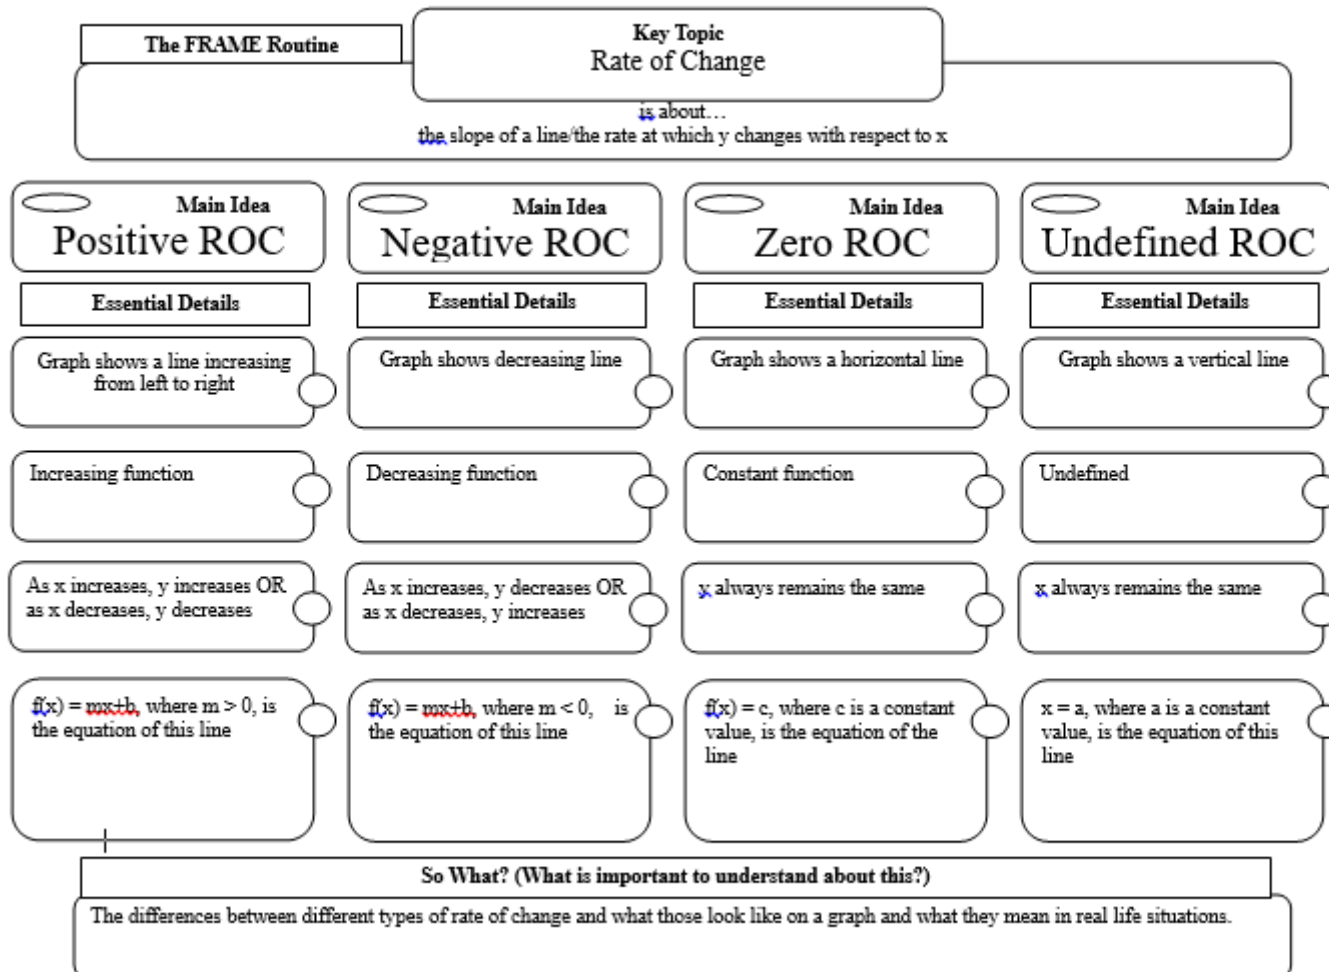 The FRAME Routine
Key Topic
Rate of Change
is about…
the slope of a line/the rate at which y changes with respect to x
Main Idea
Positive ROC
Essential Details
Graph shows a line increasing
from left to right
Increasing function
As x increases, y increases OR
as x decreases, y decreases
f(x) = mx+b, where m > 0, is
the equation of this line
Main Idea
Negative ROC
Essential Details
Graph shows decreasing line
Decreasing function
As x increases, y decreases OR
as x decreases, y increases
f(x) = mx+b, where m < 0, is
the equation of this line
Main Idea
Zero ROC
Essential Details
Graph shows a horizontal line
Constant function
y always remains the same
f(x) = c, where c is a constant
value, is the equation of the
line
Main Idea
Undefined ROC
Essential Details
Graph shows a vertical line
Undefined
x always remains the same
x = a, where a is a constant
value, is the equation of this
line
So What? (What is important to understand about this?)
The differences between different types of rate of change and what those look like on a graph and what they mean in real life situations.